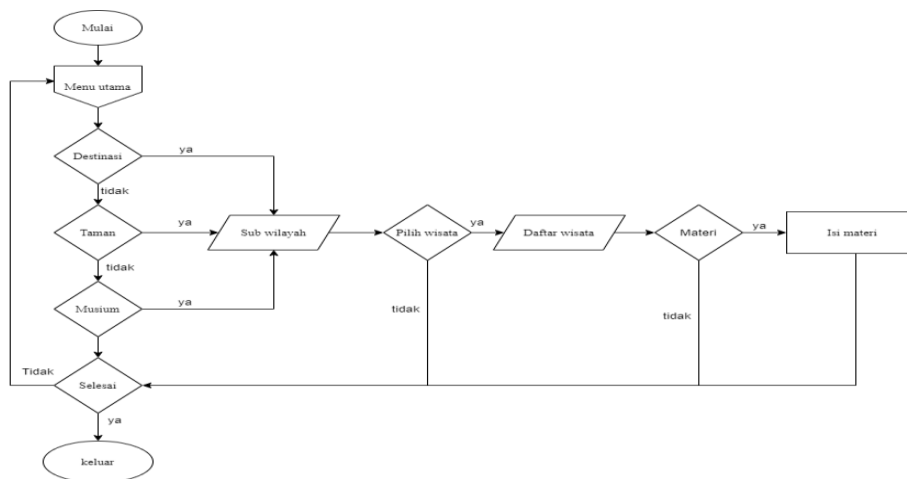 Mulai
Menu utama
Destinasi
ya
tidak
Taman
ya
Sub wilayah
Pilih wisata
ya
Daftar wisata
Materi
ya
Isi materi
tidak
Musium
ya
tidak
tidak
Tidak
Selesai
ya
keluar